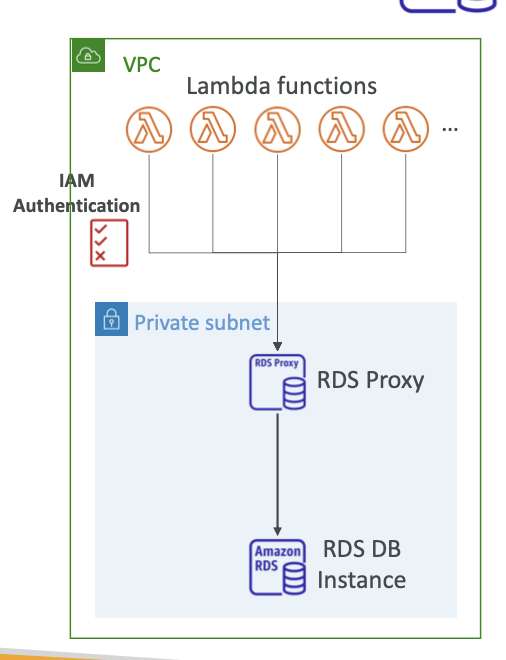 VPC
Lambda functions
...
IAM
Authentication
Private subnet
RDS Proxy
RDS Proxy
Amazon
RDS
RDS DB
Instance